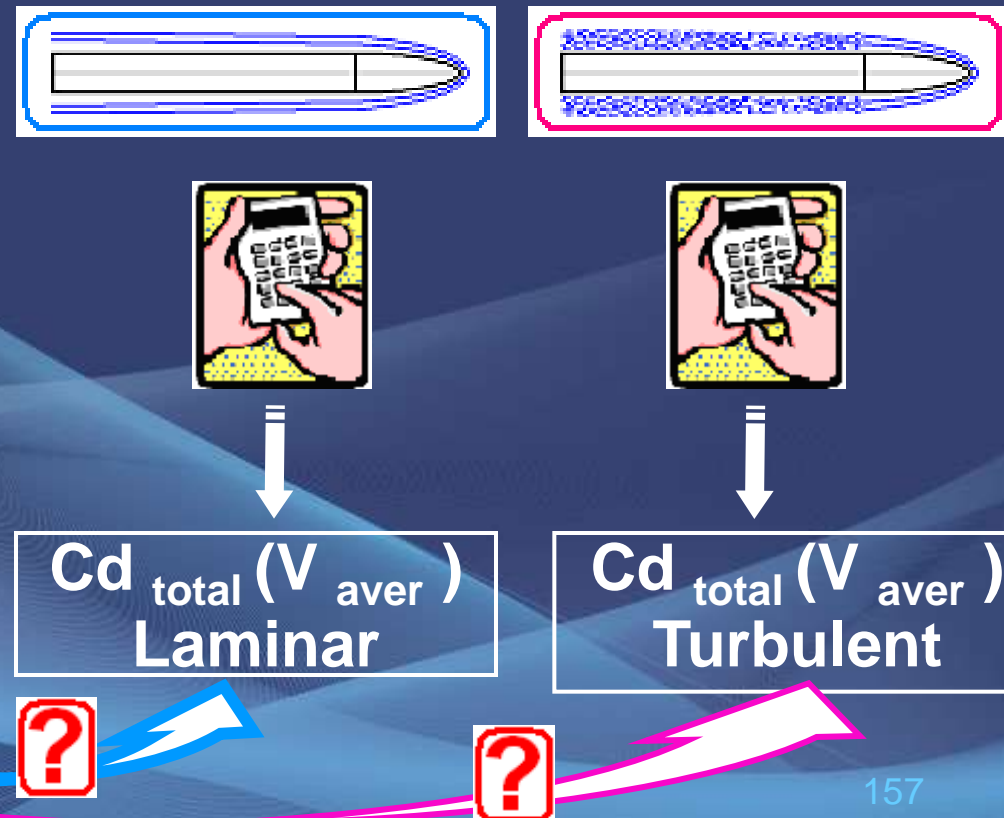 Cd total (V aver )
Laminar
Cd total (V aver )
Turbulent
?
?
157